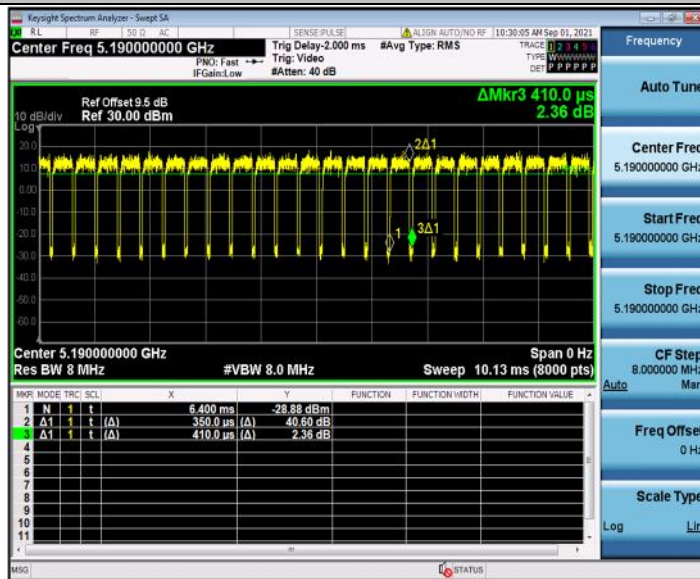 Keysight Spectrum Analyzer - Swept SA
RL RF 50 Ω AC SENSE:PULSE ALIGN AUTO/NO RF 10:30:05 AM Sep 01, 2021
Center Freq 5.190000000 GHz
Trig Delay-2.000 ms #Avg Type: RMS
TRACE 1 2 3 4 5 6
PNO: Fast Trig: Video
TYPE WWWWWW
IFGain:Low #Atten: 40 dB
DET P P P P P P
Frequency
Auto Tune
ΔMkr3 410.0 µs
2.36 dB
Ref Offset 9.5 dB
10 dB/div Ref 30.00 dBm
Log
20.0
10.0
0.00
-10.0
-20.0
-30.0
-40.0
-50.0
-60.0
2Δ1
1
3Δ1
Center Freq
5.190000000 GHz
Start Freq
5.190000000 GHz
Stop Freq
5.190000000 GHz
Center 5.190000000 GHz Span 0 Hz
Res BW 8 MHz #VBW 8.0 MHz Sweep 10.13 ms (8000 pts)
CF Step
8.000000 MHz
Auto Man
MKR MODE TRC SCL X Y FUNCTION FUNCTION WIDTH FUNCTION VALUE
1 N 1 t 6.400 ms -28.88 dBm
2 Δ1 1 t (Δ) 350.0 µs (Δ) 40.60 dB
3 Δ1 1 t (Δ) 410.0 µs (Δ) 2.36 dB
4
5
6
7
8
9
10
11
Freq Offset
0 Hz
Scale Type
Log Lin
MSG STATUS